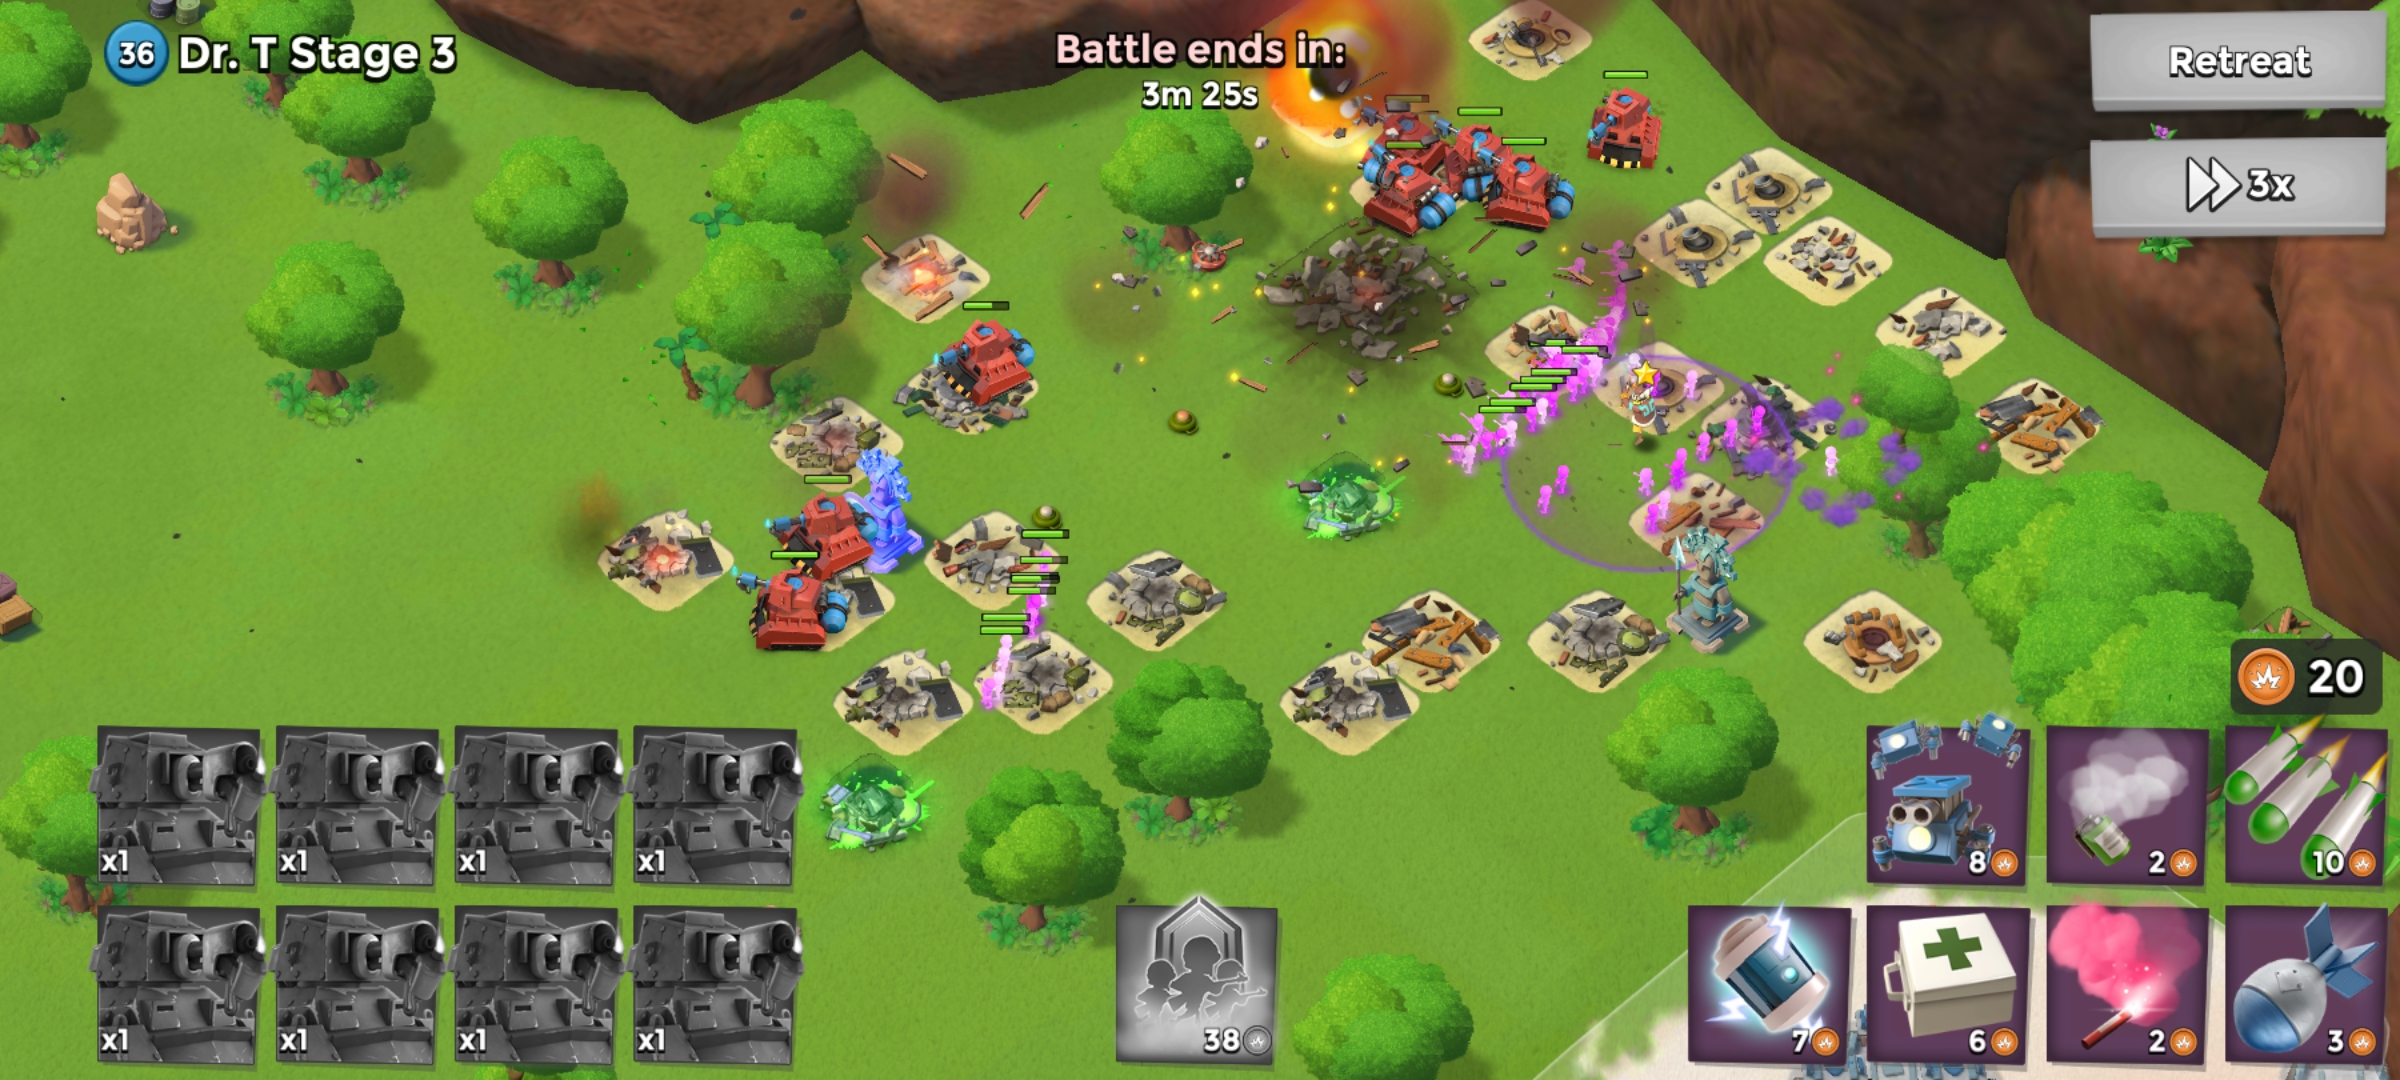 36 Dr. T Stage 3
Battle ends in:
3m 25s
Retreat
3x
20
x1 x1 x1 x1
8 2 10
x1 x1 x1 x1
38
7 6 2 3